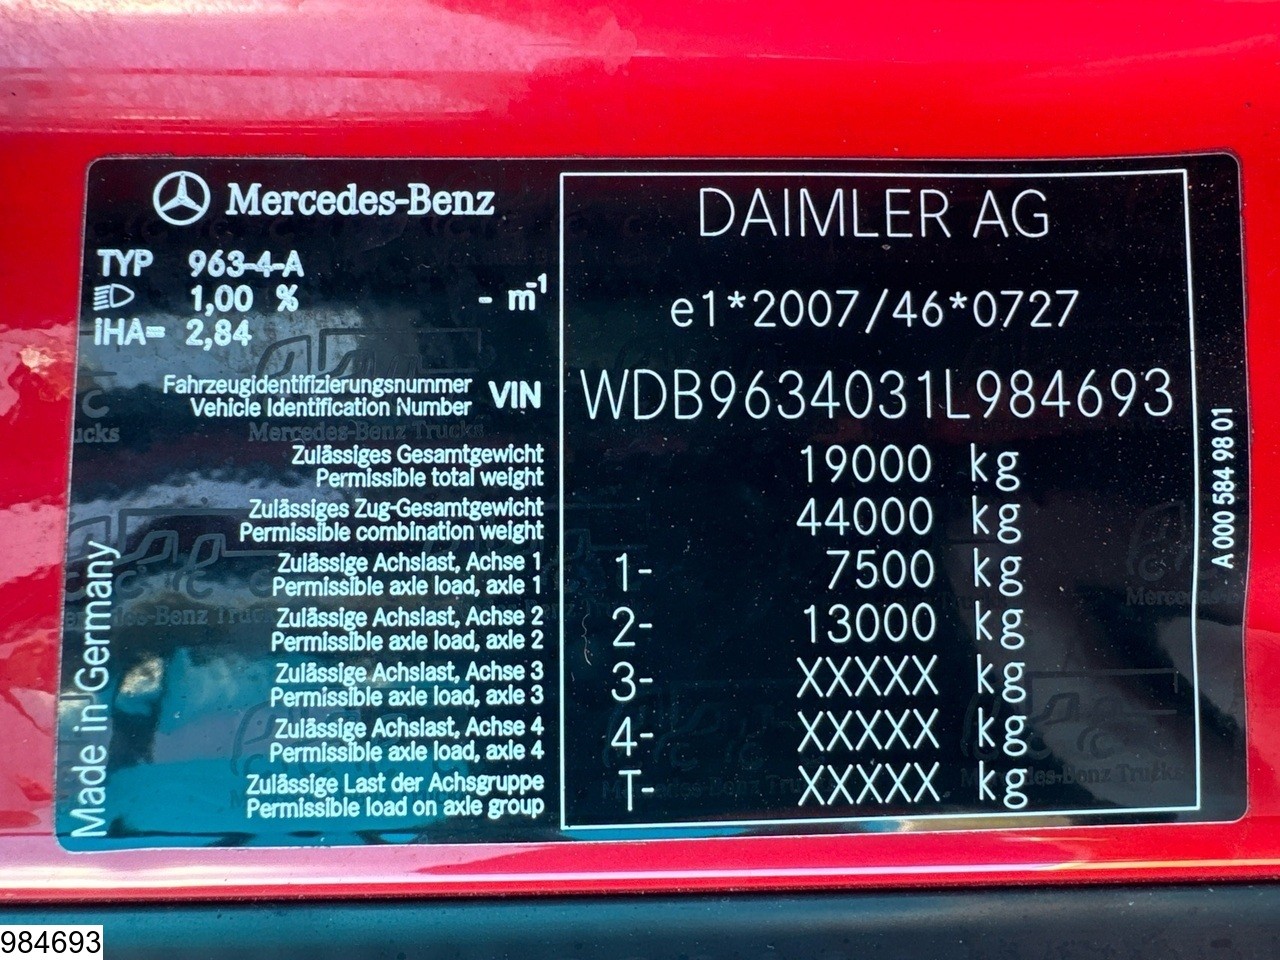 Mercedes-Benz
TYP 963-4-A
1,00 % - m-1
iHA= 2,84
DAIMLER AG
e1*2007/46*0727
Fahrzeugidentifizierungsnummer
Vehicle Identification Number
VIN WDB9634031L984693
Zulässiges Gesamtgewicht
Permissible total weight
19000 kg
Zulässiges Zug-Gesamtgewicht
Permissible combination weight
44000 kg
Zulässige Achslast, Achse 1
Permissible axle load, axle 1
1- 7500 kg
Zulässige Achslast, Achse 2
Permissible axle load, axle 2
2- 13000 kg
Zulässige Achslast, Achse 3
Permissible axle load, axle 3
3- XXXXX kg
Zulässige Achslast, Achse 4
Permissible axle load, axle 4
4- XXXXX kg
Zulässige Last der Achsgruppe
Permissible load on axle group
T- XXXXX kg
Made in Germany
A 000 584 98 01
Mercedes-Benz Trucks
984693